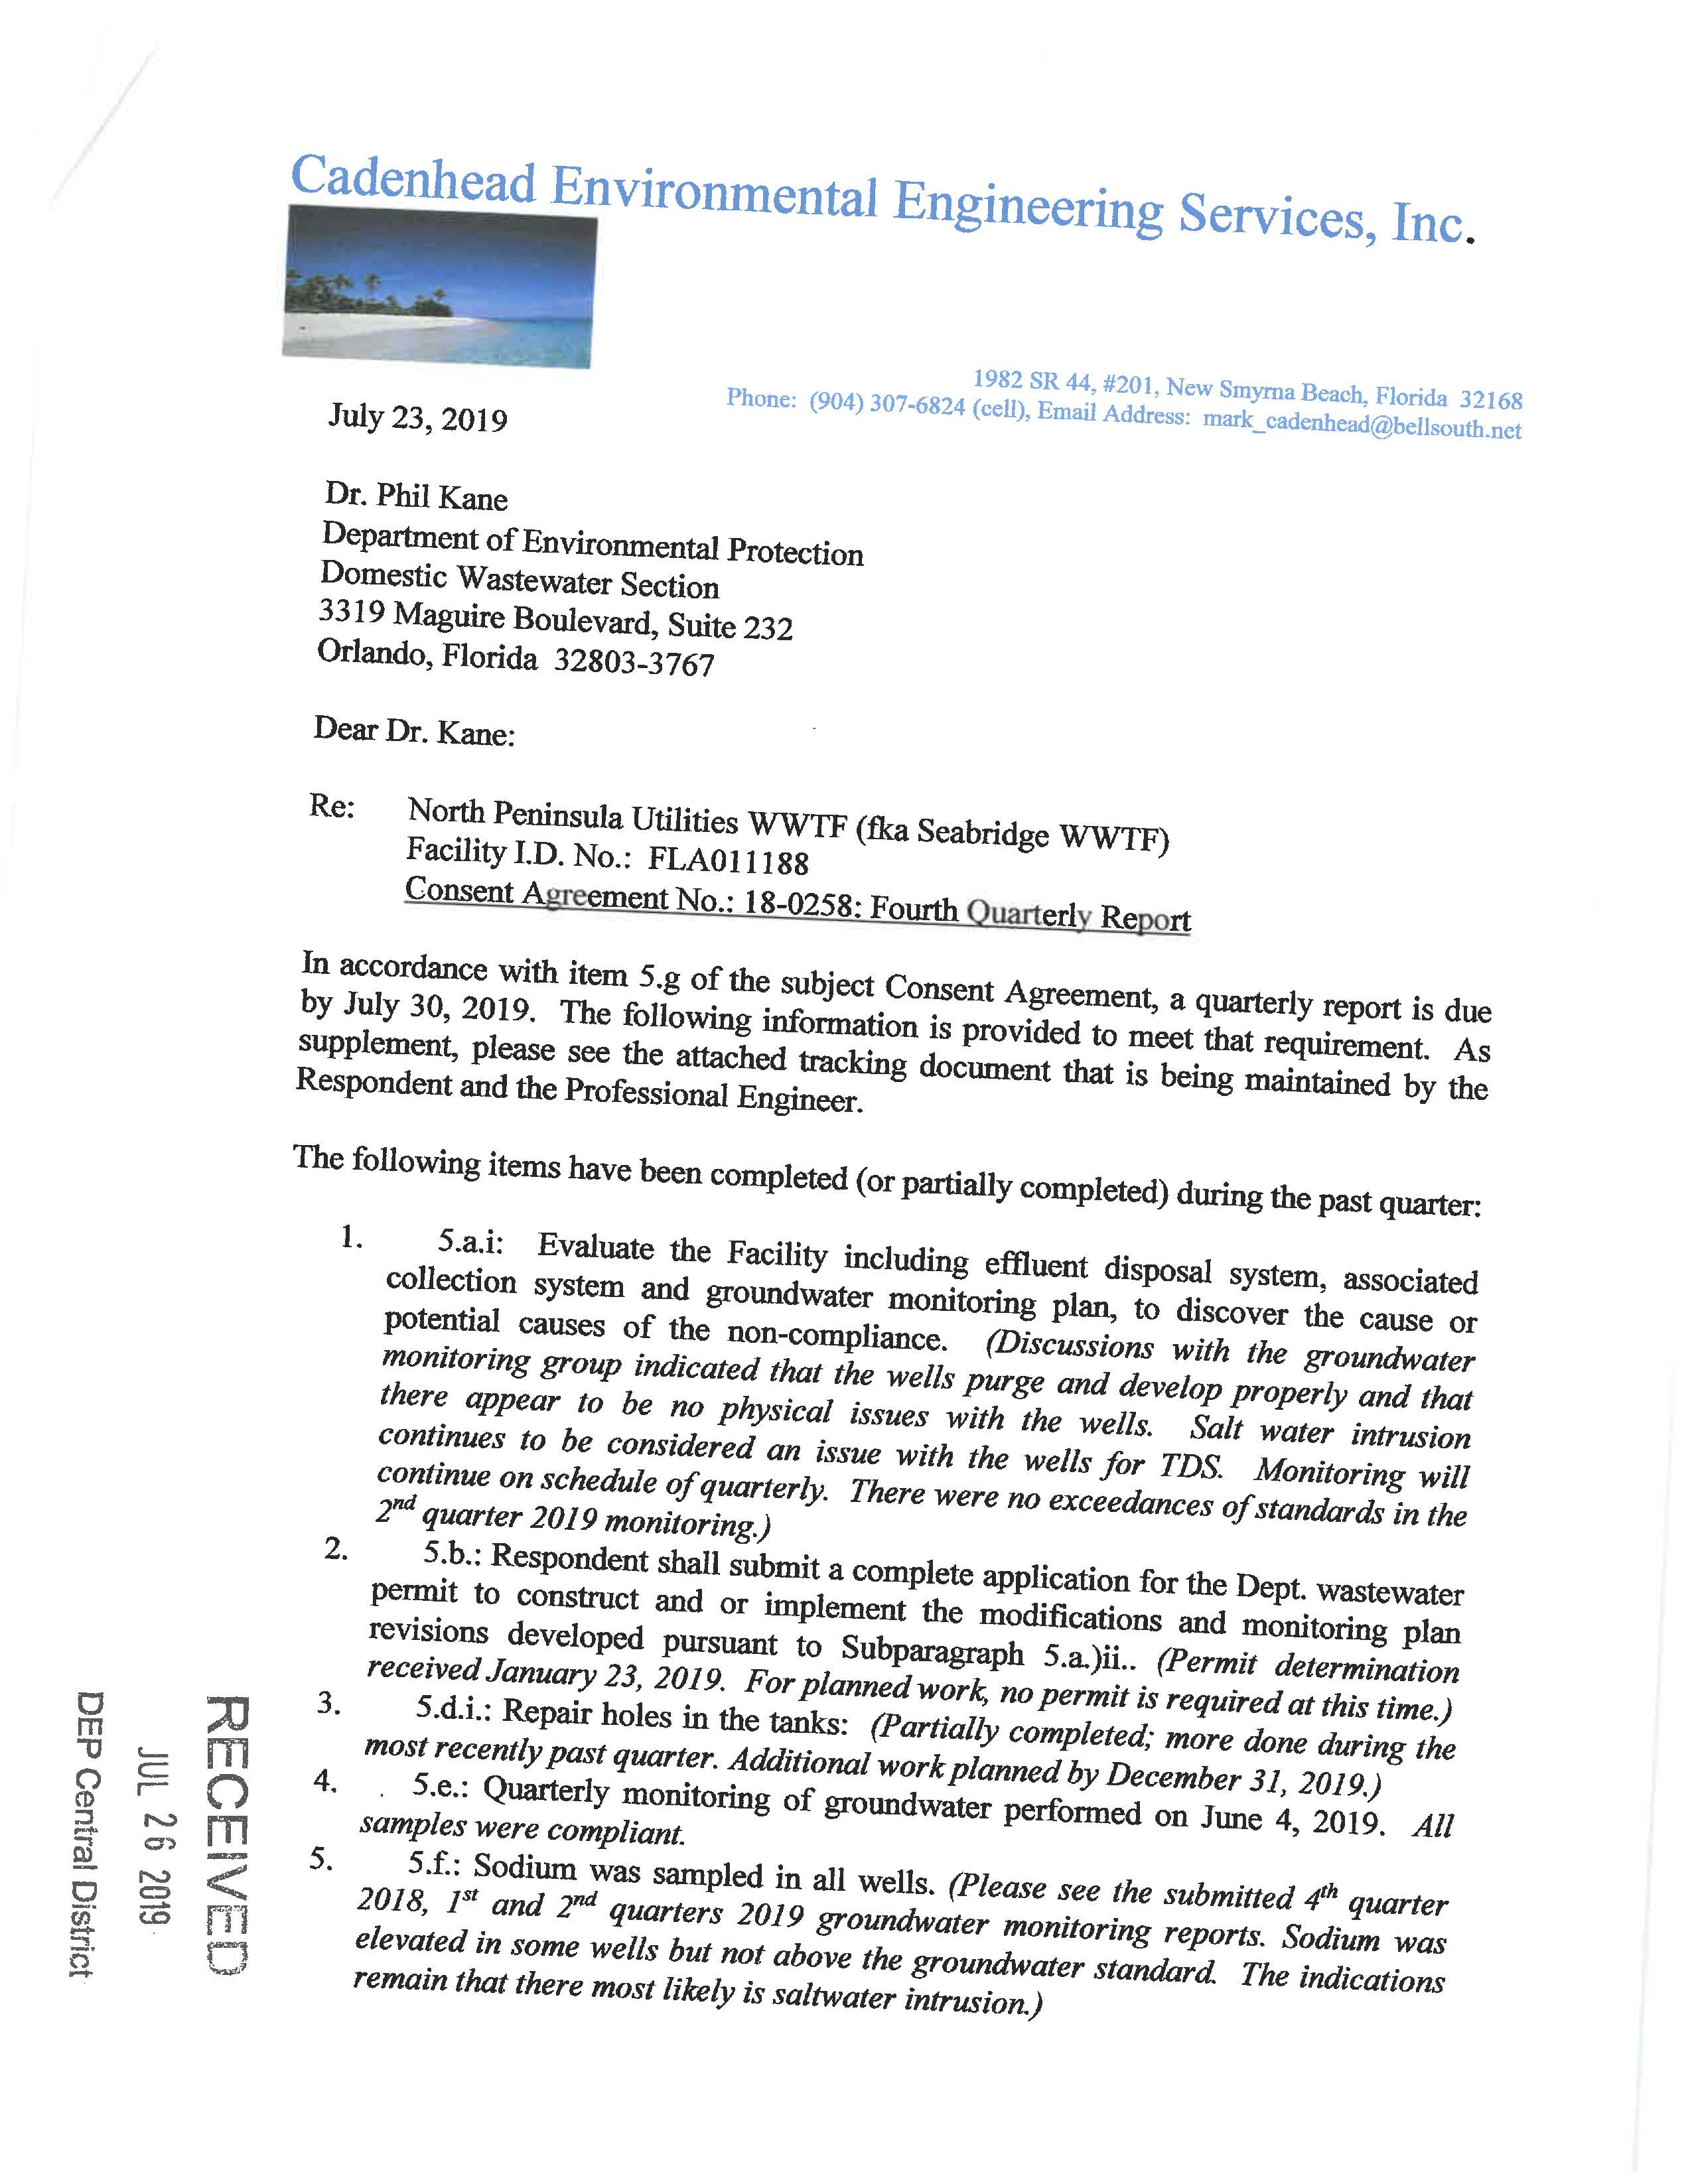 Cadenhead Environmental Engineering Services, Inc.
1982 SR 44, #201, New Smyrna Beach, Florida  32168
Phone:  (904) 307-6824 (cell), Email Address:  mark_cadenhead@bellsouth.net
July 23, 2019
Dr. Phil Kane
Department of Environmental Protection
Domestic Wastewater Section
3319 Maguire Boulevard, Suite 232
Orlando, Florida  32803-3767
Dear Dr. Kane:
Re: North Peninsula Utilities WWTF (fka Seabridge WWTF)
Facility I.D. No.:  FLA011188
Consent Agreement No.: 18-0258: Fourth Quarterly Report
In accordance with item 5.g of the subject Consent Agreement, a quarterly report is due
by July 30, 2019.  The following information is provided to meet that requirement.  As
supplement, please see the attached tracking document that is being maintained by the
Respondent and the Professional Engineer.
The following items have been completed (or partially completed) during the past quarter:
1. 5.a.i:  Evaluate the Facility including effluent disposal system, associated
collection system and groundwater monitoring plan, to discover the cause or
potential causes of the non-compliance.  (Discussions with the groundwater
monitoring group indicated that the wells purge and develop properly and that
there appear to be no physical issues with the wells.  Salt water intrusion
continues to be considered an issue with the wells for TDS.  Monitoring will
continue on schedule of quarterly.  There were no exceedances of standards in the
2nd quarter 2019 monitoring.)
2. 5.b.: Respondent shall submit a complete application for the Dept. wastewater
permit to construct and or implement the modifications and monitoring plan
revisions developed pursuant to Subparagraph 5.a.)ii..  (Permit determination
received January 23, 2019.  For planned work, no permit is required at this time.)
3. 5.d.i.: Repair holes in the tanks:  (Partially completed; more done during the
most recently past quarter. Additional work planned by December 31, 2019.)
4. 5.e.: Quarterly monitoring of groundwater performed on June 4, 2019.  All
samples were compliant.
5. 5.f.: Sodium was sampled in all wells. (Please see the submitted 4th quarter
2018, 1st and 2nd quarters 2019 groundwater monitoring reports. Sodium was
elevated in some wells but not above the groundwater standard.  The indications
remain that there most likely is saltwater intrusion.)
RECEIVED
JUL 26 2019
DEP Central District